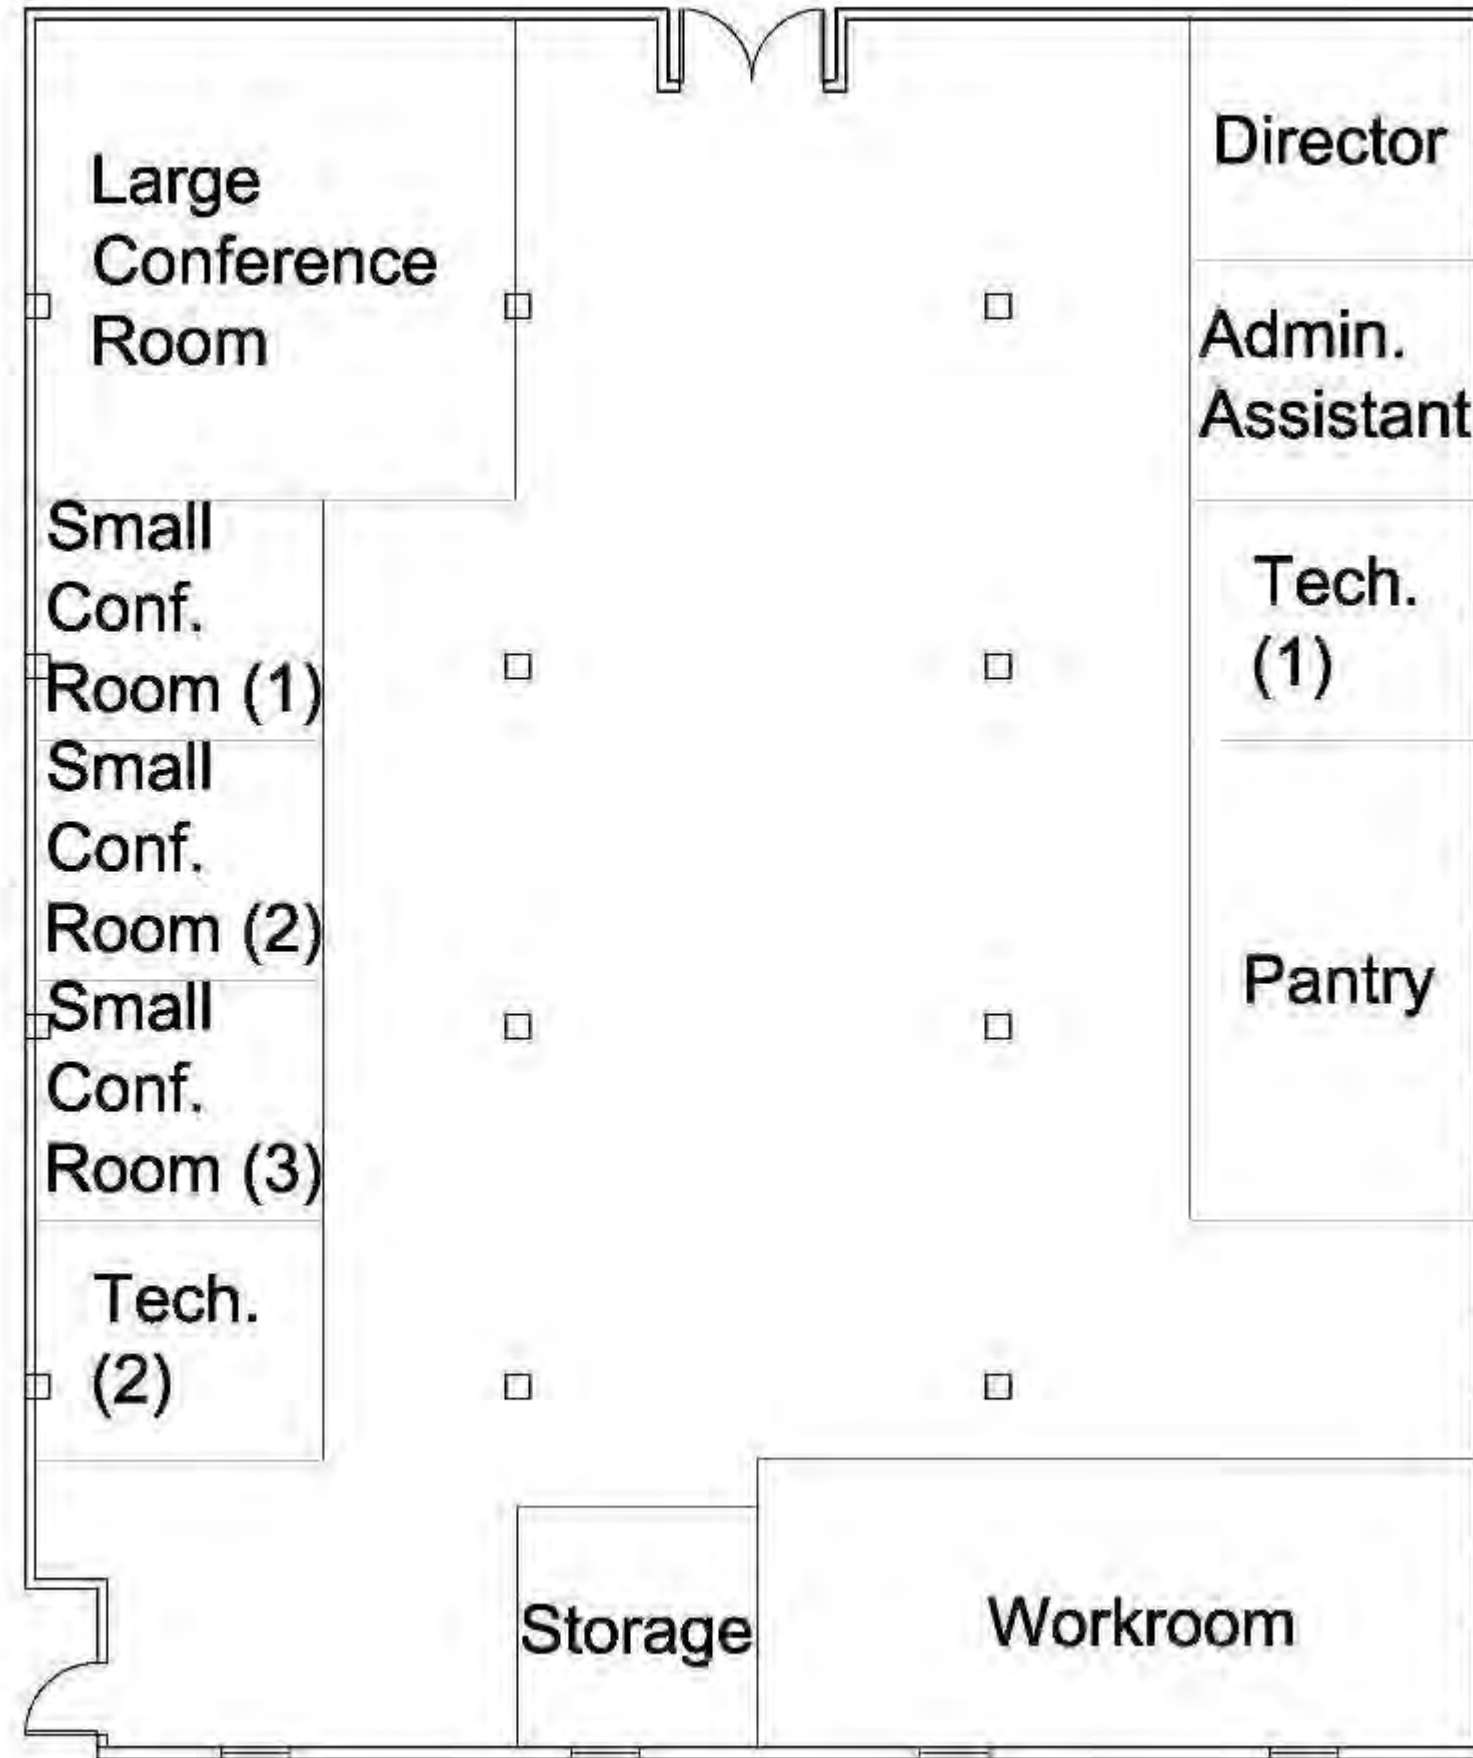 Large
Conference
Room
Director
Admin.
Assistant
Small
Conf.
Room (1)
Tech.
(1)
Small
Conf.
Room (2)
Pantry
Small
Conf.
Room (3)
Tech.
(2)
Storage
Workroom